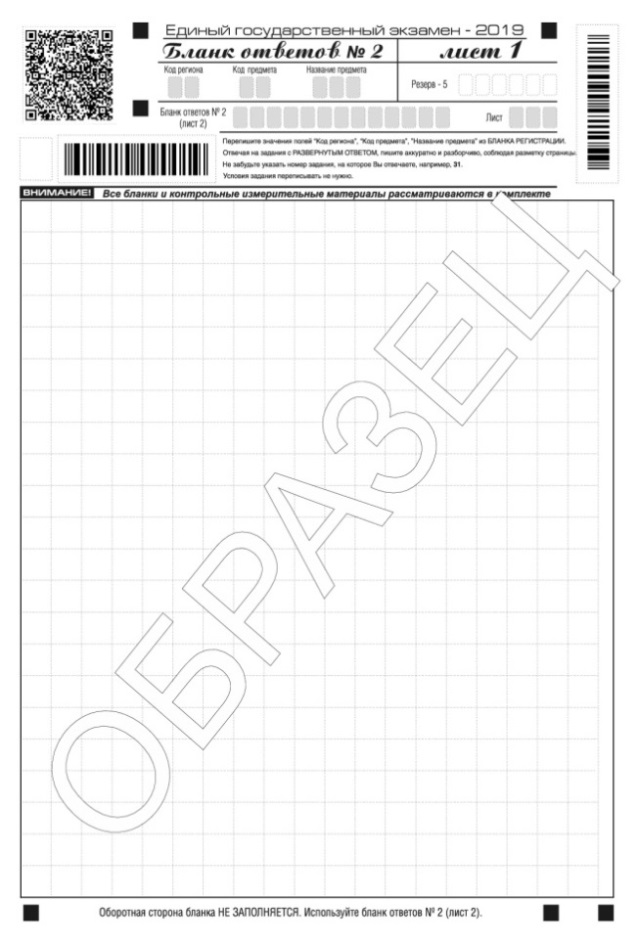 Единый государственный экзамен - 2019
Бланк ответов № 2 лист 1
Код региона Код предмета Название предмета
Резерв - 5
Бланк ответов № 2
(лист 2)
Лист
Перепишите значения полей "Код региона", "Код предмета", "Название предмета" из БЛАНКА РЕГИСТРАЦИИ.
Отвечая на задания с РАЗВЕРНУТЫМ ОТВЕТОМ, пишите аккуратно и разборчиво, соблюдая разметку страницы.
Не забудьте указать номер задания, на которое Вы отвечаете, например, 31.
Условия задания переписывать не нужно.
ВНИМАНИЕ! Все бланки и контрольные измерительные материалы рассматриваются в комплекте
ОБРАЗЕЦ
Оборотная сторона бланка НЕ ЗАПОЛНЯЕТСЯ. Используйте бланк ответов № 2 (лист 2).